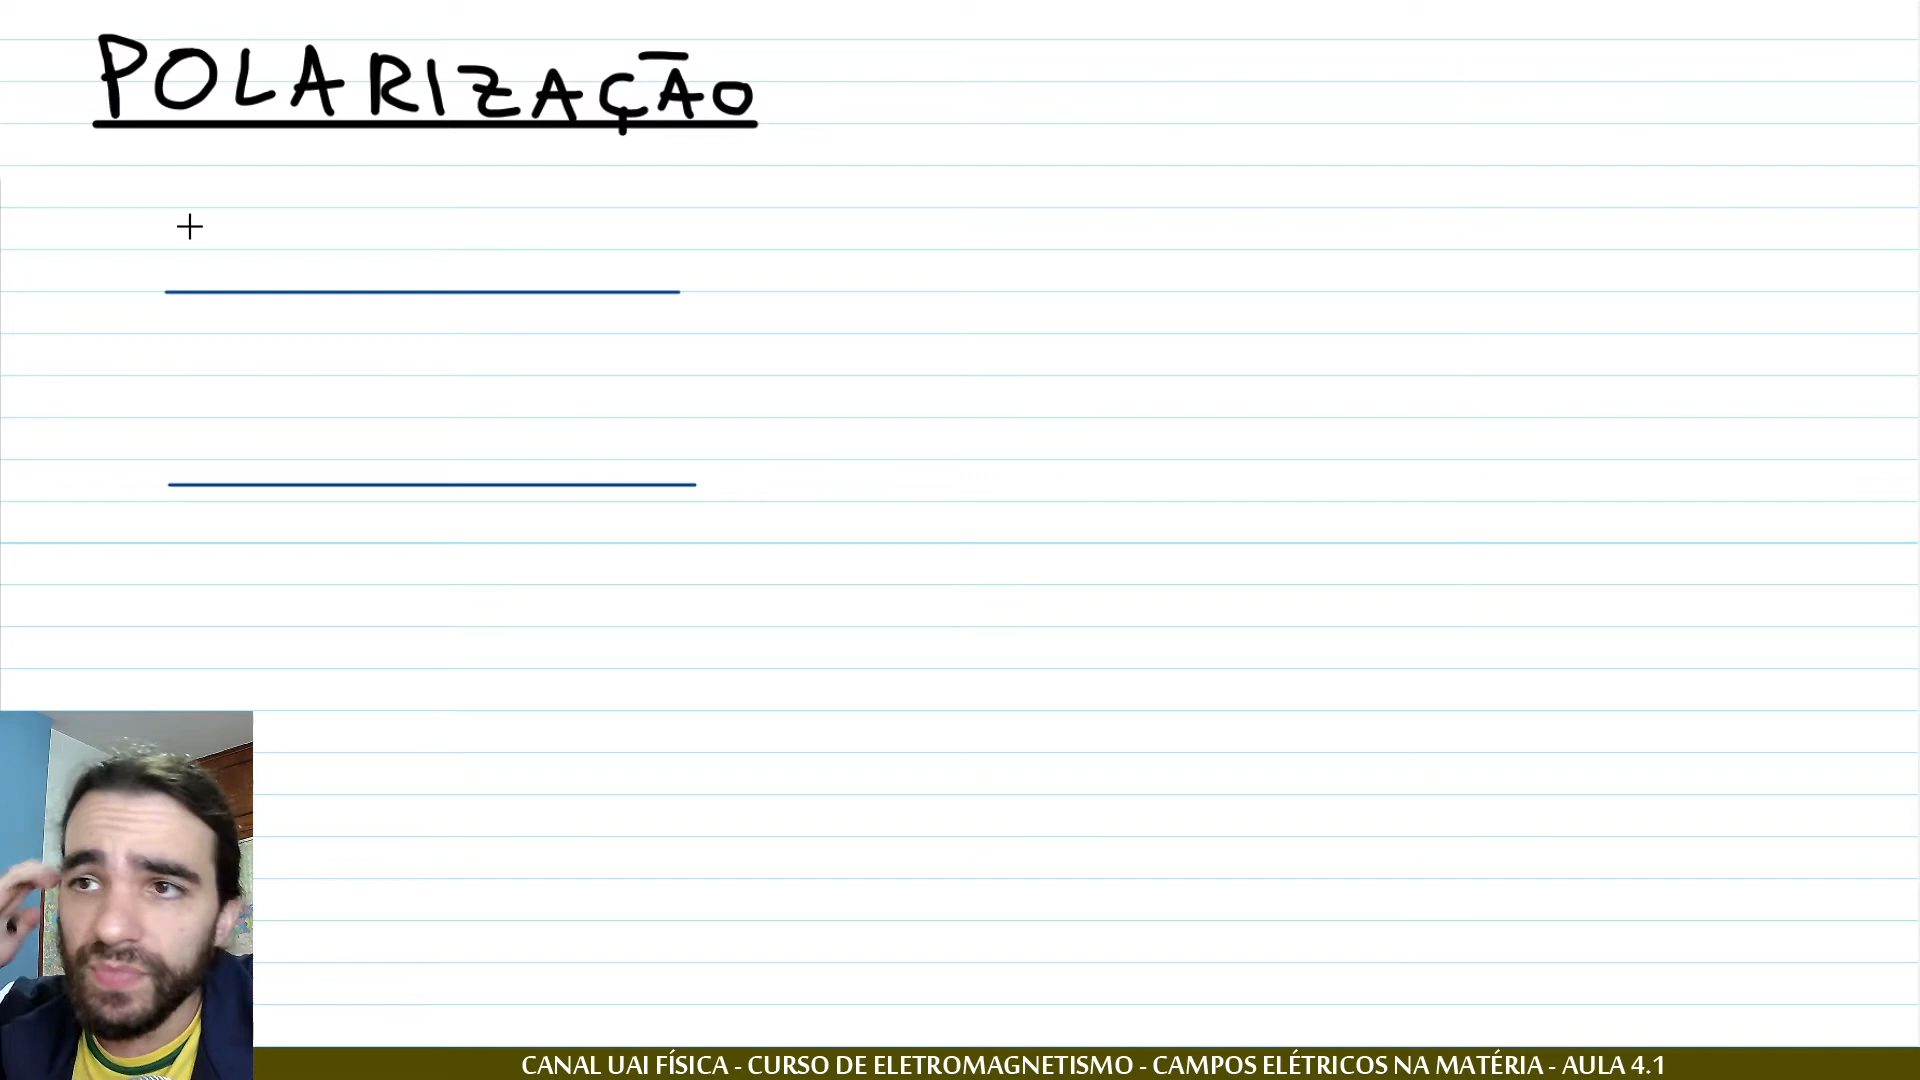 POLARIZAÇÃO
CANAL UAI FÍSICA - CURSO DE ELETROMAGNETISMO - CAMPOS ELÉTRICOS NA MATÉRIA - AULA 4.1